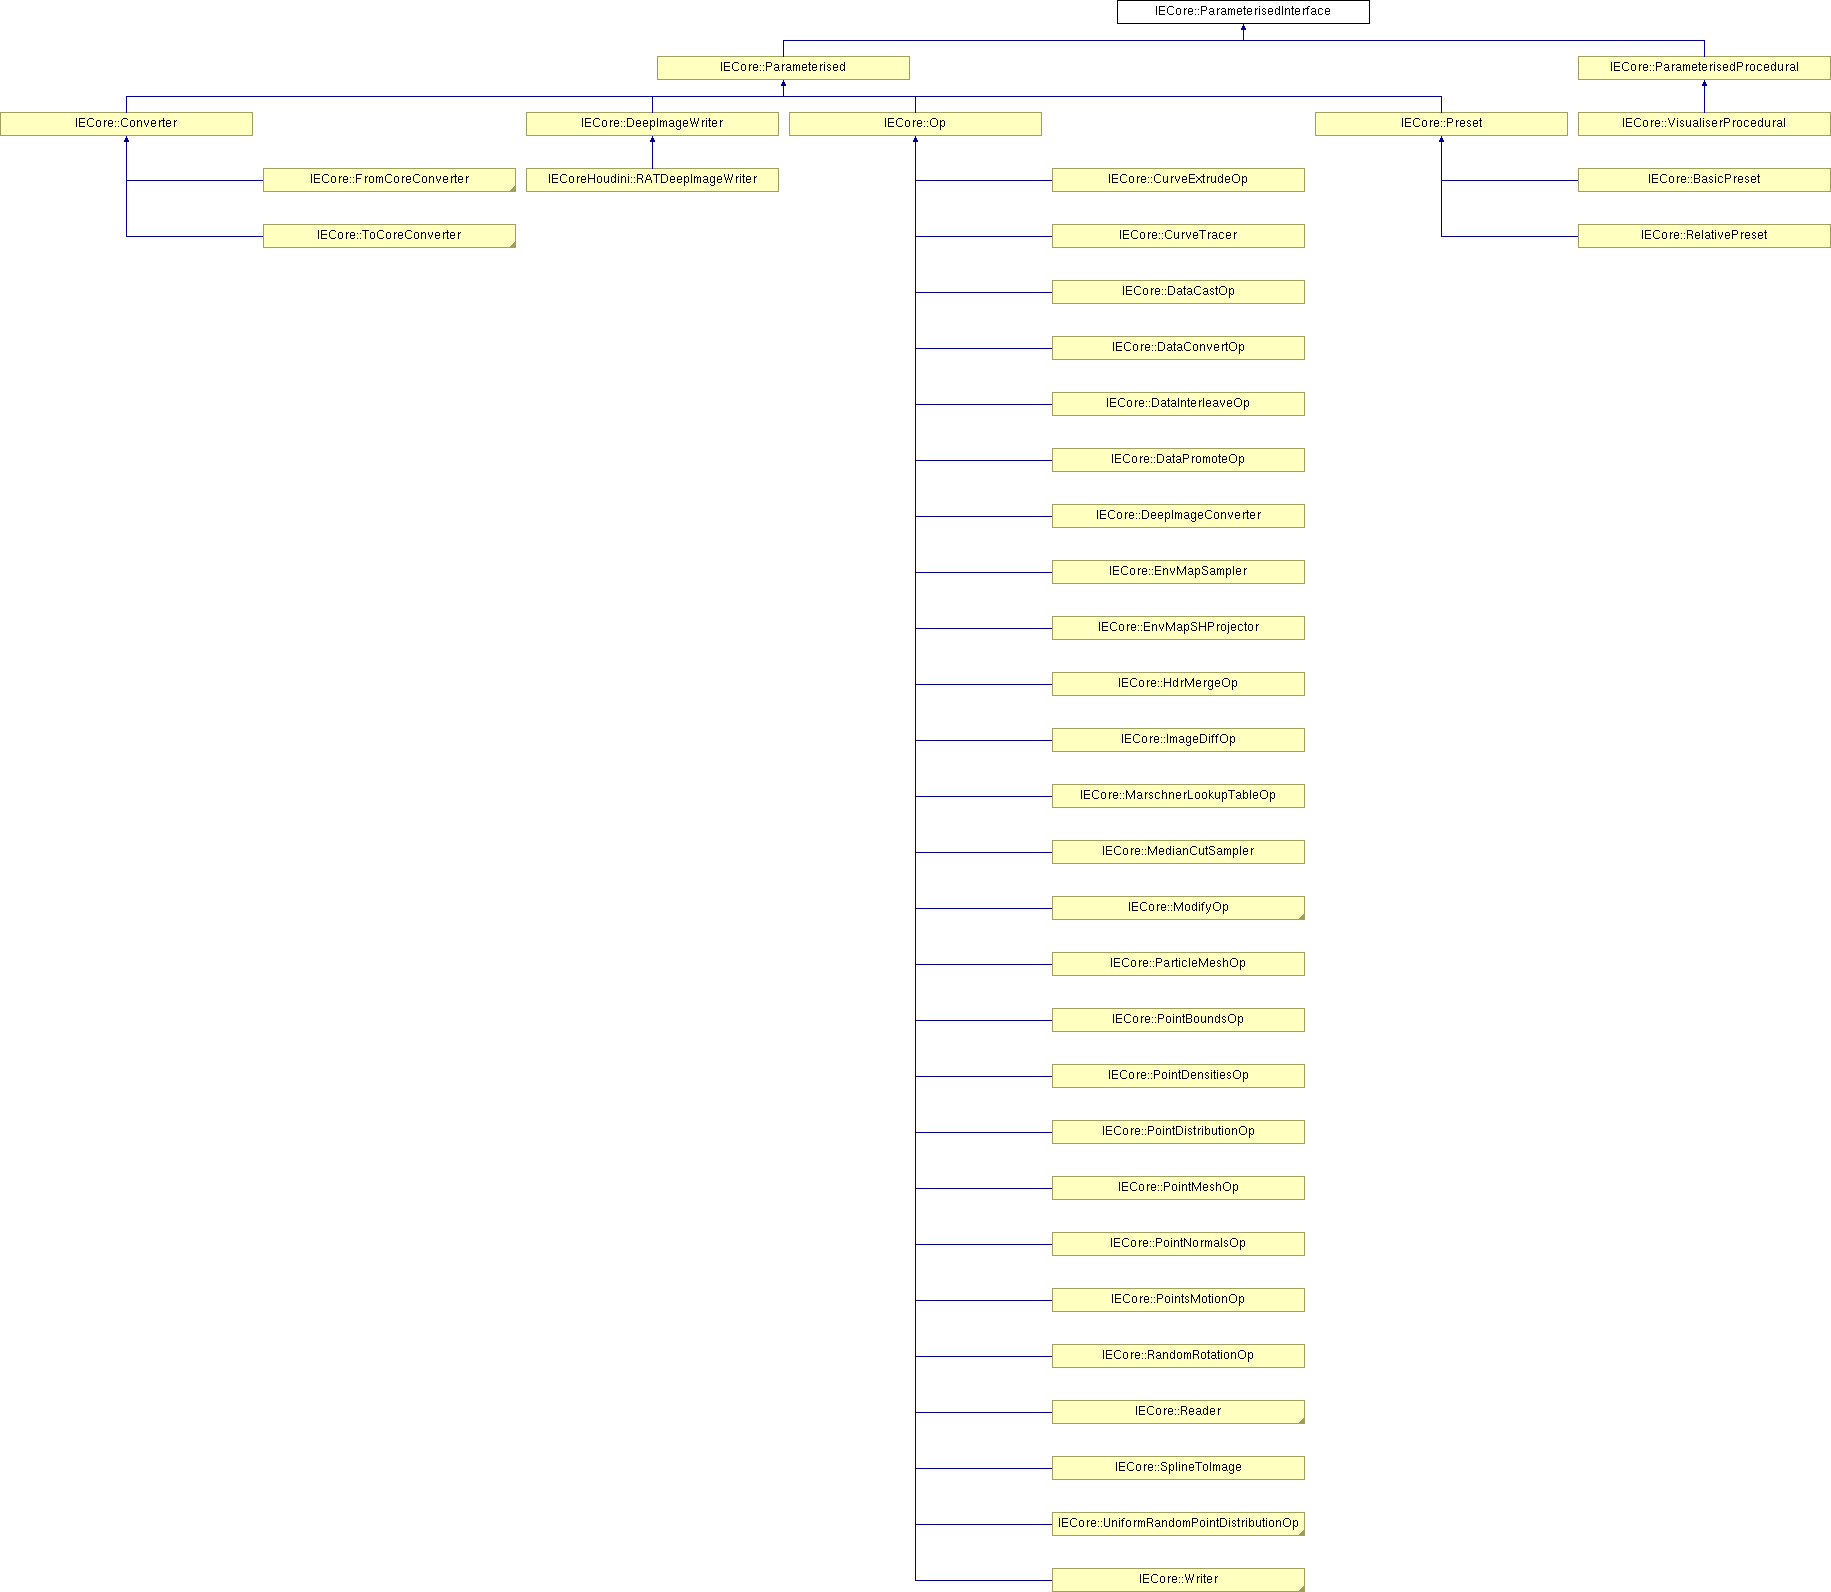 IECore::ParameterisedInterface
IECore::Parameterised
IECore::ParameterisedProcedural
IECore::Converter
IECore::DeepImageWriter
IECore::Op
IECore::Preset
IECore::VisualiserProcedural
IECore::FromCoreConverter
IECoreHoudini::RATDeepImageWriter
IECore::CurveExtrudeOp
IECore::BasicPreset
IECore::ToCoreConverter
IECore::CurveTracer
IECore::RelativePreset
IECore::DataCastOp
IECore::DataConvertOp
IECore::DataInterleaveOp
IECore::DataPromoteOp
IECore::DeepImageConverter
IECore::EnvMapSampler
IECore::EnvMapSHProjector
IECore::HdrMergeOp
IECore::ImageDiffOp
IECore::MarschnerLookupTableOp
IECore::MedianCutSampler
IECore::ModifyOp
IECore::ParticleMeshOp
IECore::PointBoundsOp
IECore::PointDensitiesOp
IECore::PointDistributionOp
IECore::PointMeshOp
IECore::PointNormalsOp
IECore::PointsMotionOp
IECore::RandomRotationOp
IECore::Reader
IECore::SplineToImage
IECore::UniformRandomPointDistributionOp
IECore::Writer